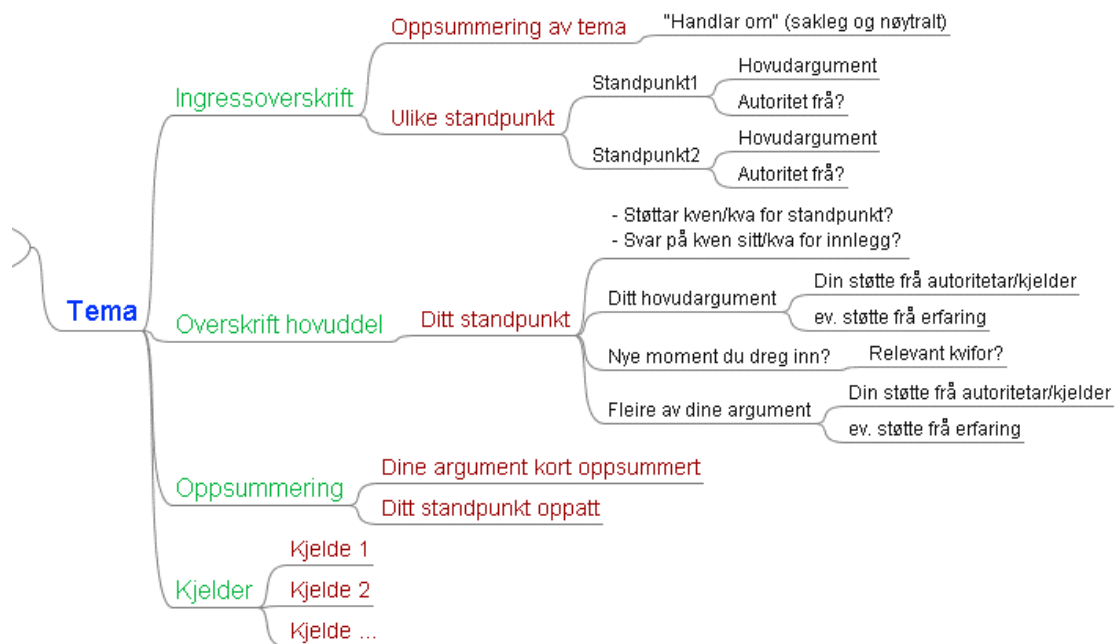 Tema
Ingressoverskrift
Oppsummering av tema
"Handlar om" (sakleg og nøytralt)
Ulike standpunkt
Standpunkt1
Hovudargument
Autoritet frå?
Standpunkt2
Hovudargument
Autoritet frå?
Overskrift hovuddel
Ditt standpunkt
- Støttar kven/kva for standpunkt?
- Svar på kven sitt/kva for innlegg?
Ditt hovudargument
Din støtte frå autoritetar/kjelder
ev. støtte frå erfaring
Nye moment du dreg inn?
Relevant kvifor?
Fleire av dine argument
Din støtte frå autoritetar/kjelder
ev. støtte frå erfaring
Oppsummering
Dine argument kort oppsummert
Ditt standpunkt oppatt
Kjelder
Kjelde 1
Kjelde 2
Kjelde ...